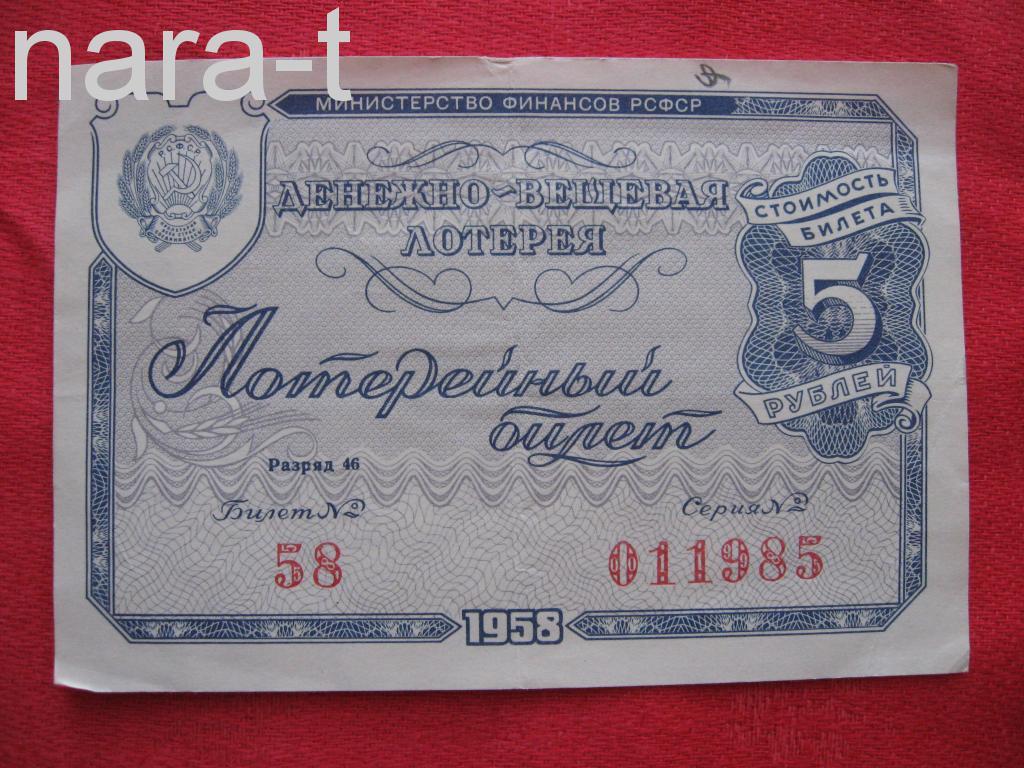 nara-t
МИНИСТЕРСТВО ФИНАНСОВ РСФСР
РСФСР
ДЕНЕЖНО-ВЕЩЕВАЯ
ЛОТЕРЕЯ
СТОИМОСТЬ
БИЛЕТА
5
РУБЛЕЙ
Лотерейный
билет
Разряд 46
Билет №
Серия №
58
011985
1958